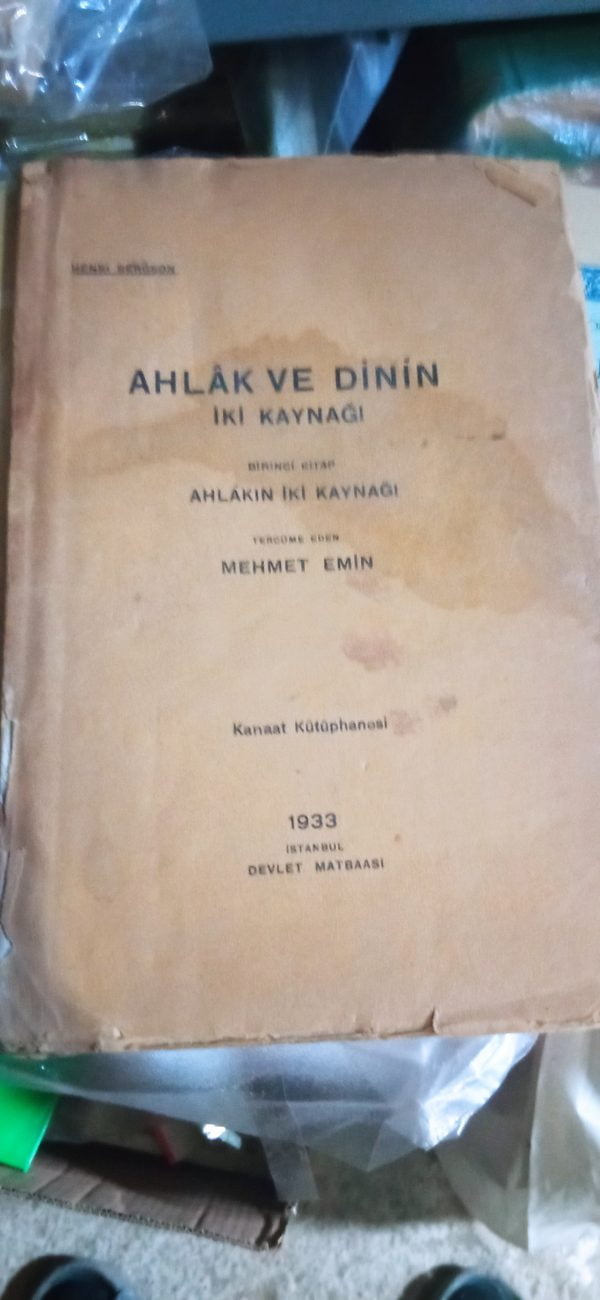 HENRI BERGSON
AHLÂK VE DİNİN
İKİ KAYNAĞI
BİRİNCİ KİTAP
AHLÂKIN İKİ KAYNAĞI
TERCÜME EDEN
MEHMET EMİN
Kanaat Kütüphanesi
1933
İSTANBUL
DEVLET MATBAASI